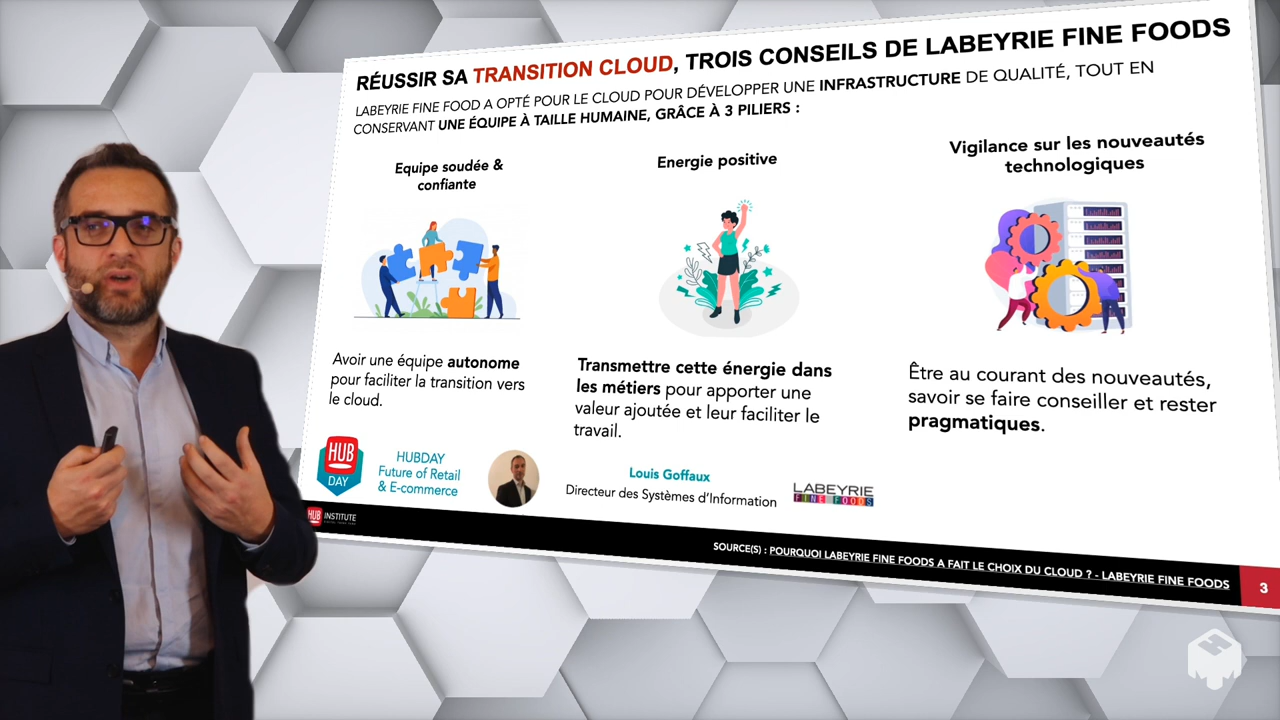 RÉUSSIR SA TRANSITION CLOUD, TROIS CONSEILS DE LABEYRIE FINE FOODS
LABEYRIE FINE FOOD A OPTÉ POUR LE CLOUD POUR DÉVELOPPER UNE INFRASTRUCTURE DE QUALITÉ, TOUT EN
CONSERVANT UNE ÉQUIPE À TAILLE HUMAINE, GRÂCE À 3 PILIERS :
Equipe soudée &
confiante
Energie positive
Vigilance sur les nouveautés
technologiques
Avoir une équipe autonome
pour faciliter la transition vers
le cloud.
Transmettre cette énergie dans
les métiers pour apporter une
valeur ajoutée et leur faciliter le
travail.
Être au courant des nouveautés,
savoir se faire conseiller et rester
pragmatiques.
HUB
DAY
HUBDAY
Future of Retail
& E-commerce
Louis Goffaux
Directeur des Systèmes d'Information
LABEYRIE
FINE FOODS
HUB INSTITUTE
SOURCE(S) : POURQUOI LABEYRIE FINE FOODS A FAIT LE CHOIX DU CLOUD ? - LABEYRIE FINE FOODS
3